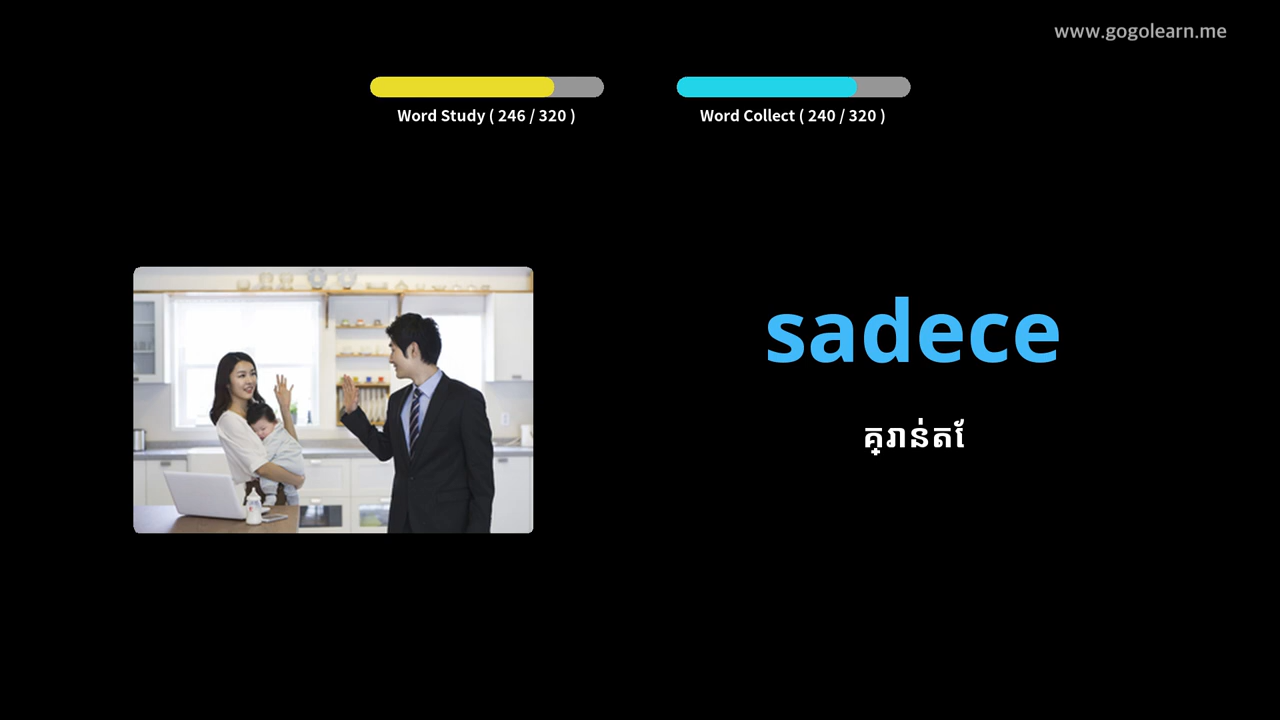 www.gogolearn.me
Word Study ( 246 / 320 )
Word Collect ( 240 / 320 )
sadece
គ្រាន់តែ